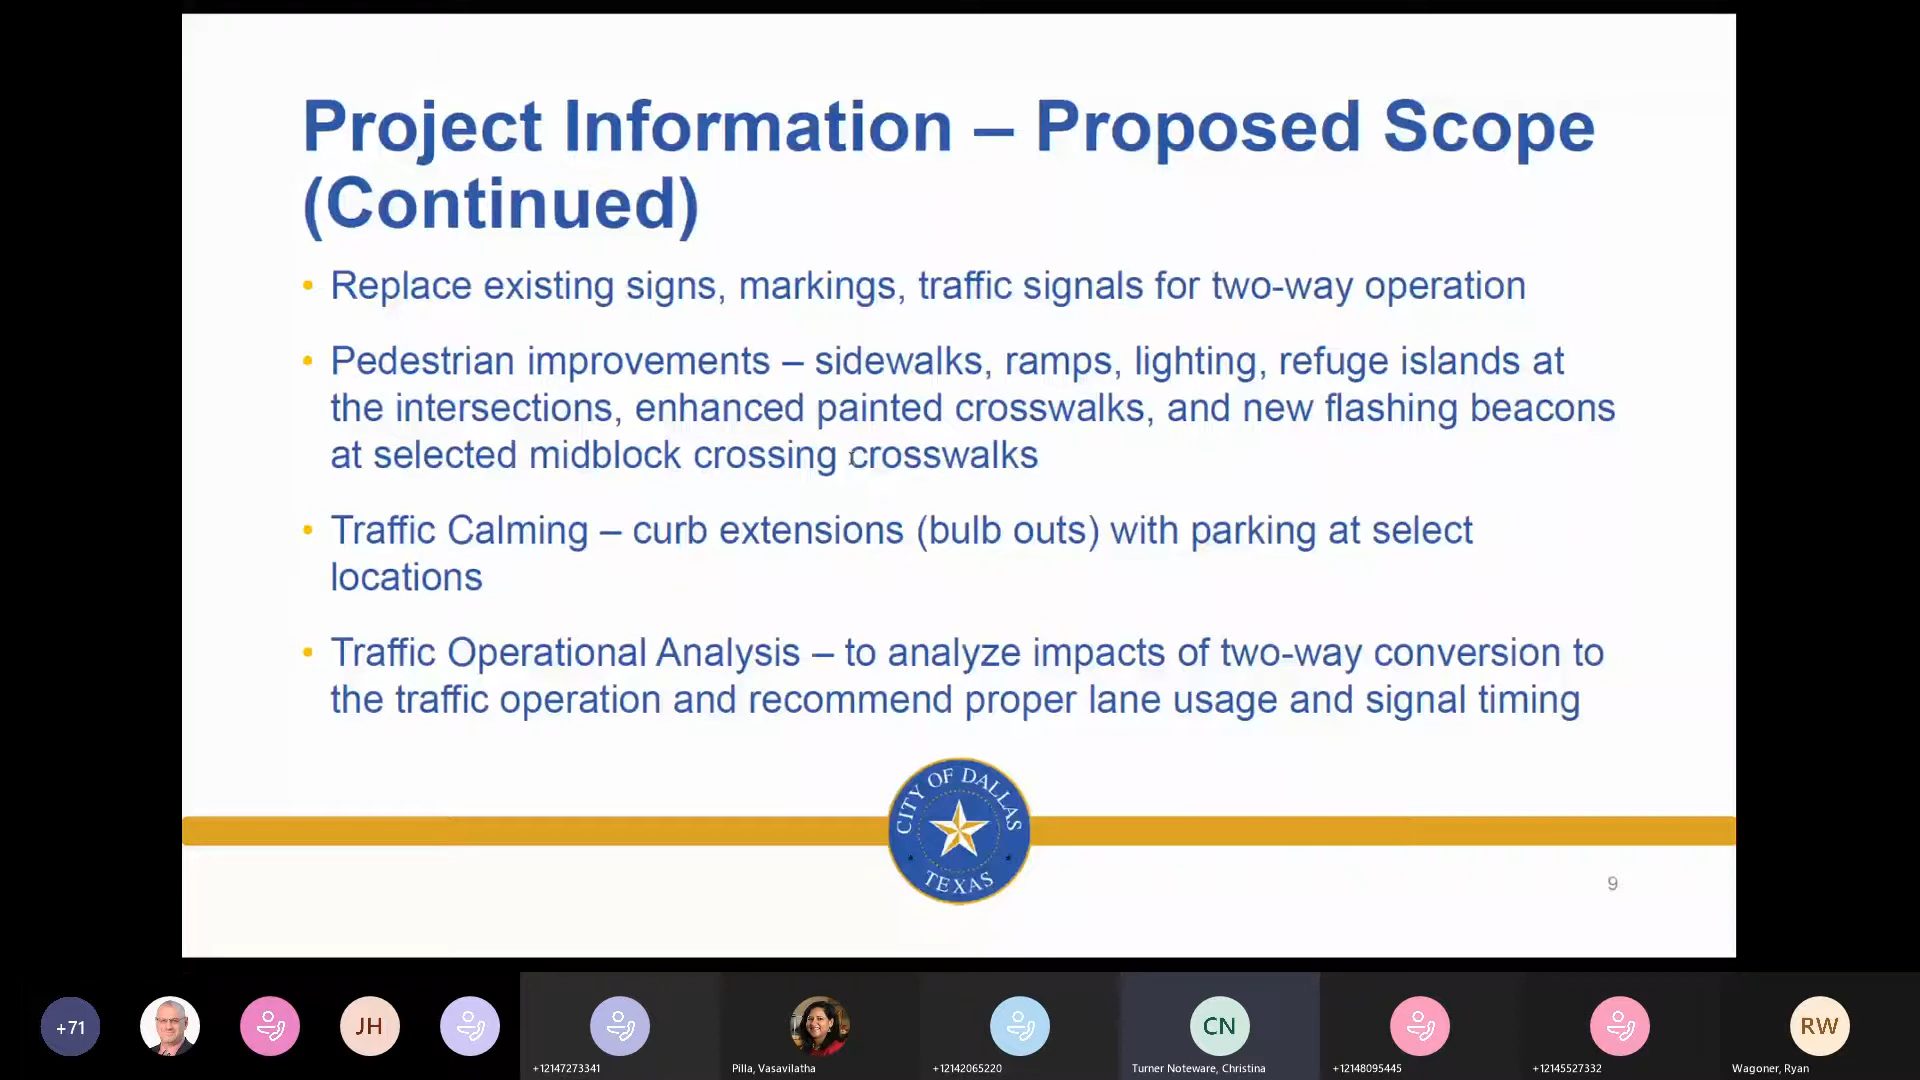 Project Information – Proposed Scope
(Continued)
• Replace existing signs, markings, traffic signals for two-way operation
• Pedestrian improvements – sidewalks, ramps, lighting, refuge islands at
the intersections, enhanced painted crosswalks, and new flashing beacons
at selected midblock crossing crosswalks
• Traffic Calming – curb extensions (bulb outs) with parking at select
locations
• Traffic Operational Analysis – to analyze impacts of two-way conversion to
the traffic operation and recommend proper lane usage and signal timing
CITY OF DALLAS
TEXAS
9
+71
JH
CN
RW
+12147273341
Pilla, Vasavilatha
+12142065220
Turner Noteware, Christina
+12148095445
+12145527332
Wagoner, Ryan